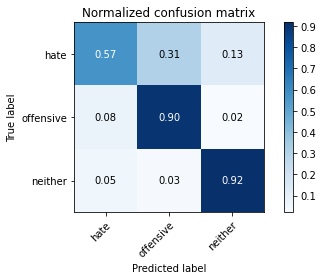 Normalized confusion matrix
True label
hate
0.57 0.31 0.13
offensive
0.08 0.90 0.02
neither
0.05 0.03 0.92
hate offensive neither
Predicted label
0.9
0.8
0.7
0.6
0.5
0.4
0.3
0.2
0.1